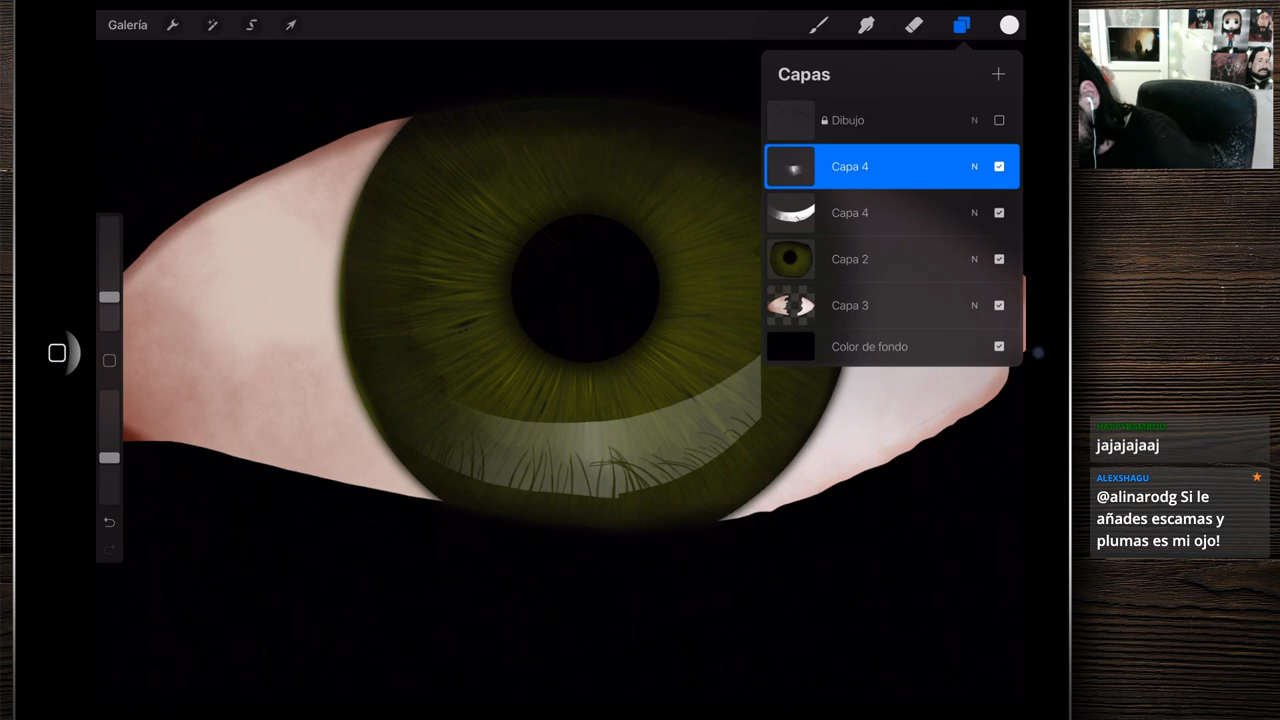 Galería
Capas
Dibujo N
Capa 4 N
Capa 4 N
Capa 2 N
Capa 3 N
Color de fondo
jajajajaaj
ALEXSHAGU
@alinarodg Si le
añades escamas y
plumas es mi ojo!